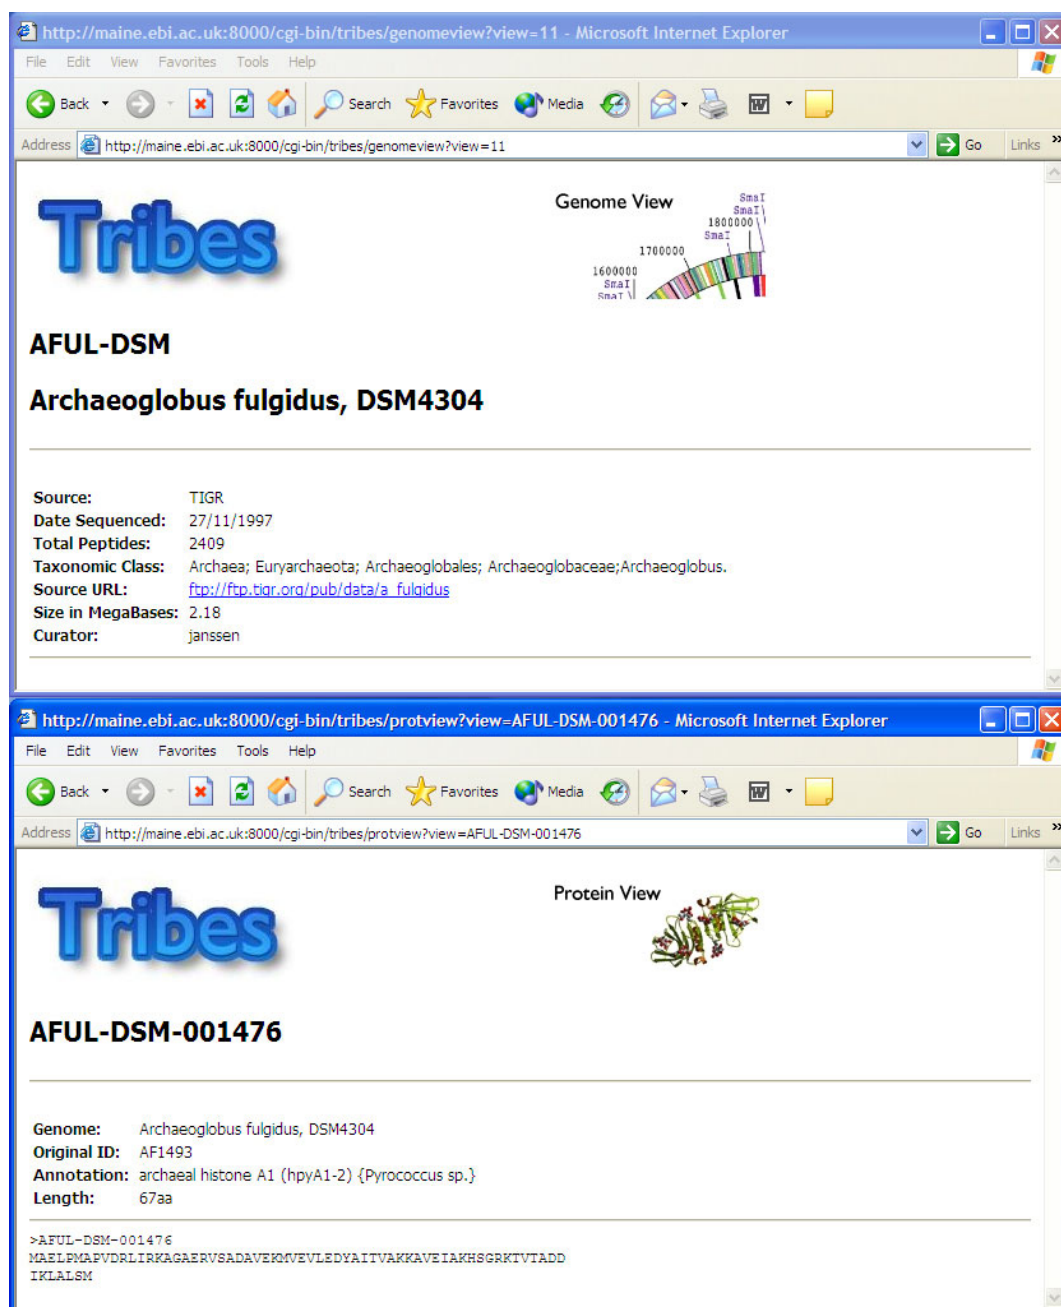 http://maine.ebi.ac.uk:8000/cgi-bin/tribes/genomeview?view=11 - Microsoft Internet Explorer
File Edit View Favorites Tools Help
Back Search Favorites Media
Address http://maine.ebi.ac.uk:8000/cgi-bin/tribes/genomeview?view=11 Go Links »
Tribes
Genome View
SmaI
SmaI
1800000
SmaI
1700000
1600000
SmaI
SmaI
AFUL-DSM
Archaeoglobus fulgidus, DSM4304
Source: TIGR
Date Sequenced: 27/11/1997
Total Peptides: 2409
Taxonomic Class: Archaea; Euryarchaeota; Archaeoglobales; Archaeoglobaceae;Archaeoglobus.
Source URL: ftp://ftp.tigr.org/pub/data/a_fulgidus
Size in MegaBases: 2.18
Curator: janssen
http://maine.ebi.ac.uk:8000/cgi-bin/tribes/protview?view=AFUL-DSM-001476 - Microsoft Internet Explorer
File Edit View Favorites Tools Help
Back Search Favorites Media
Address http://maine.ebi.ac.uk:8000/cgi-bin/tribes/protview?view=AFUL-DSM-001476 Go Links »
Tribes
Protein View
AFUL-DSM-001476
Genome: Archaeoglobus fulgidus, DSM4304
Original ID: AF1493
Annotation: archaeal histone A1 (hpyA1-2) {Pyrococcus sp.}
Length: 67aa
>AFUL-DSM-001476
MAELPMAPVDRLIRKAGAERVSADAVEKMVEVLEDYAITVAKKAVEIAKHSGRKTVTADD
IKLALSM